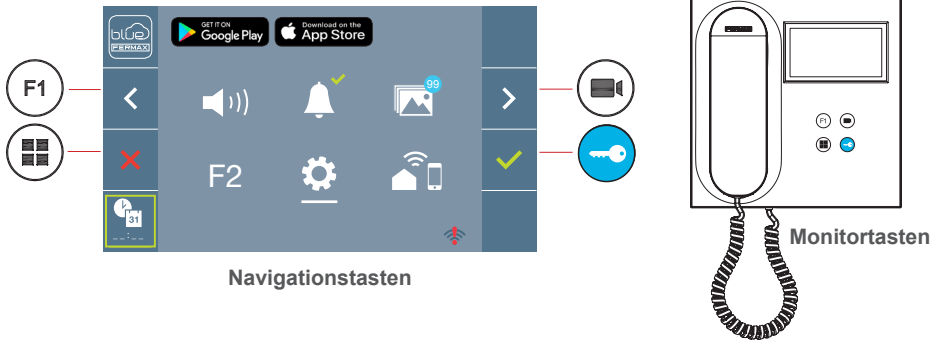 blue
FERMAX
GET IT ON
Google Play
Download on the
App Store
99
F1
F2
31
--:--
FERMAX
F1
Monitortasten
Navigationstasten